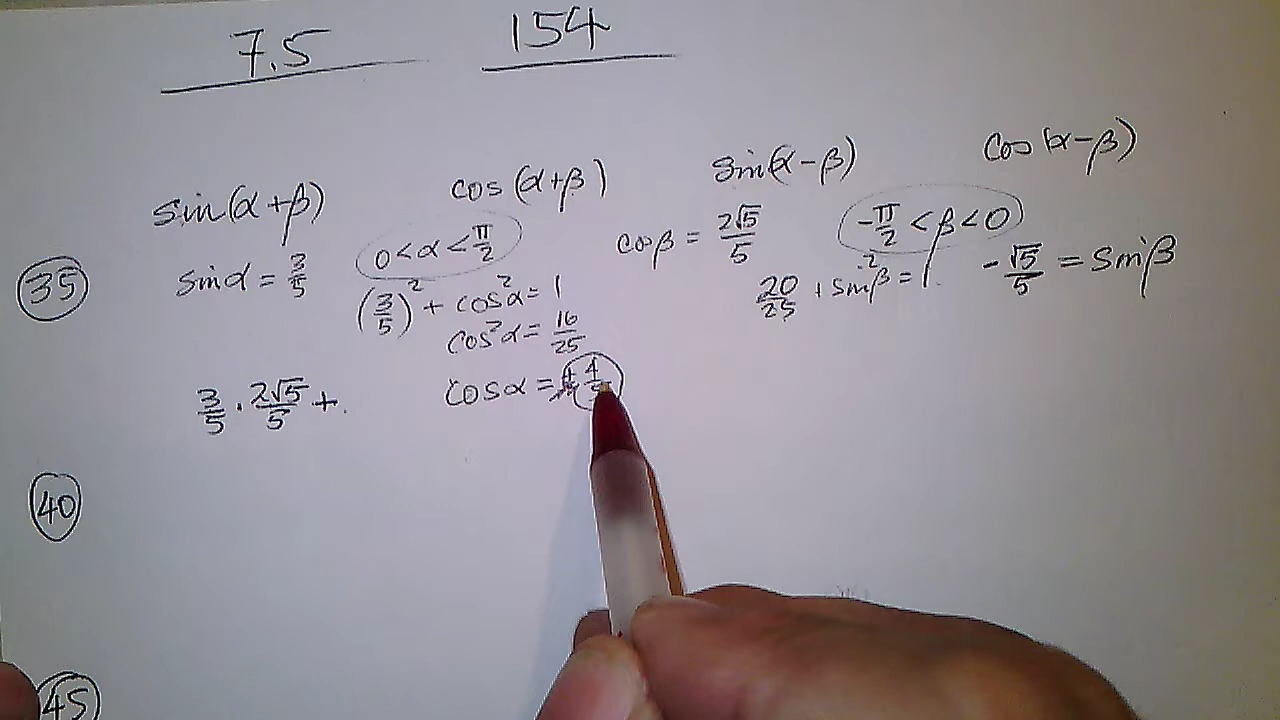 7.5 154
sin(α+β) cos(α+β) sin(α-β) cos(α-β)
35 sinα = 3/5 0<α<π/2 cosβ = 2√5/5 -π/2<β<0
(3/5)² + cos²α = 1 20/25 + sin²β = 1 -√5/5 = sinβ
cos²α = 16/25
3/5 · 2√5/5 + cosα = 4
40
45